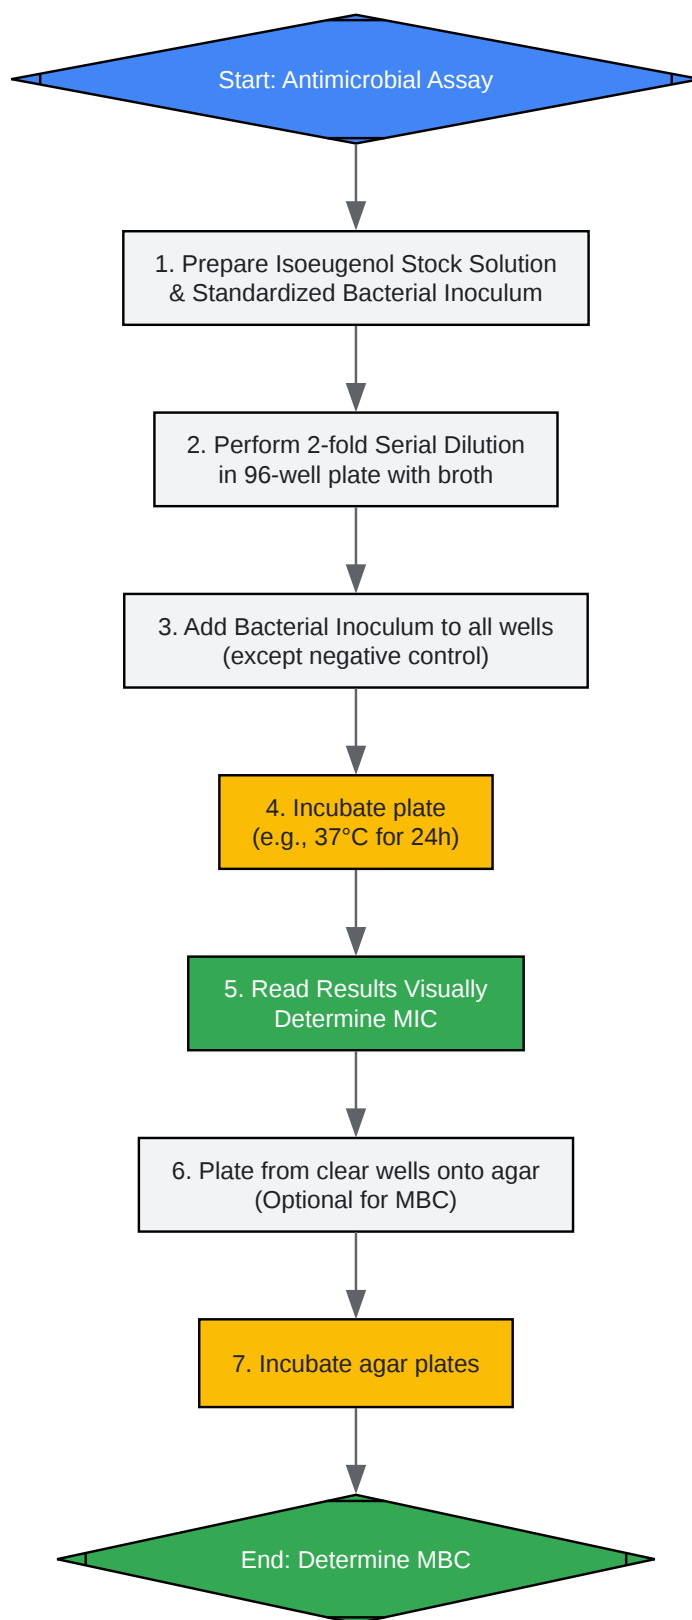 Start: Antimicrobial Assay
1. Prepare Isoeugenol Stock Solution
& Standardized Bacterial Inoculum
2. Perform 2-fold Serial Dilution
in 96-well plate with broth
3. Add Bacterial Inoculum to all wells
(except negative control)
4. Incubate plate
(e.g., 37°C for 24h)
5. Read Results Visually
Determine MIC
6. Plate from clear wells onto agar
(Optional for MBC)
7. Incubate agar plates
End: Determine MBC